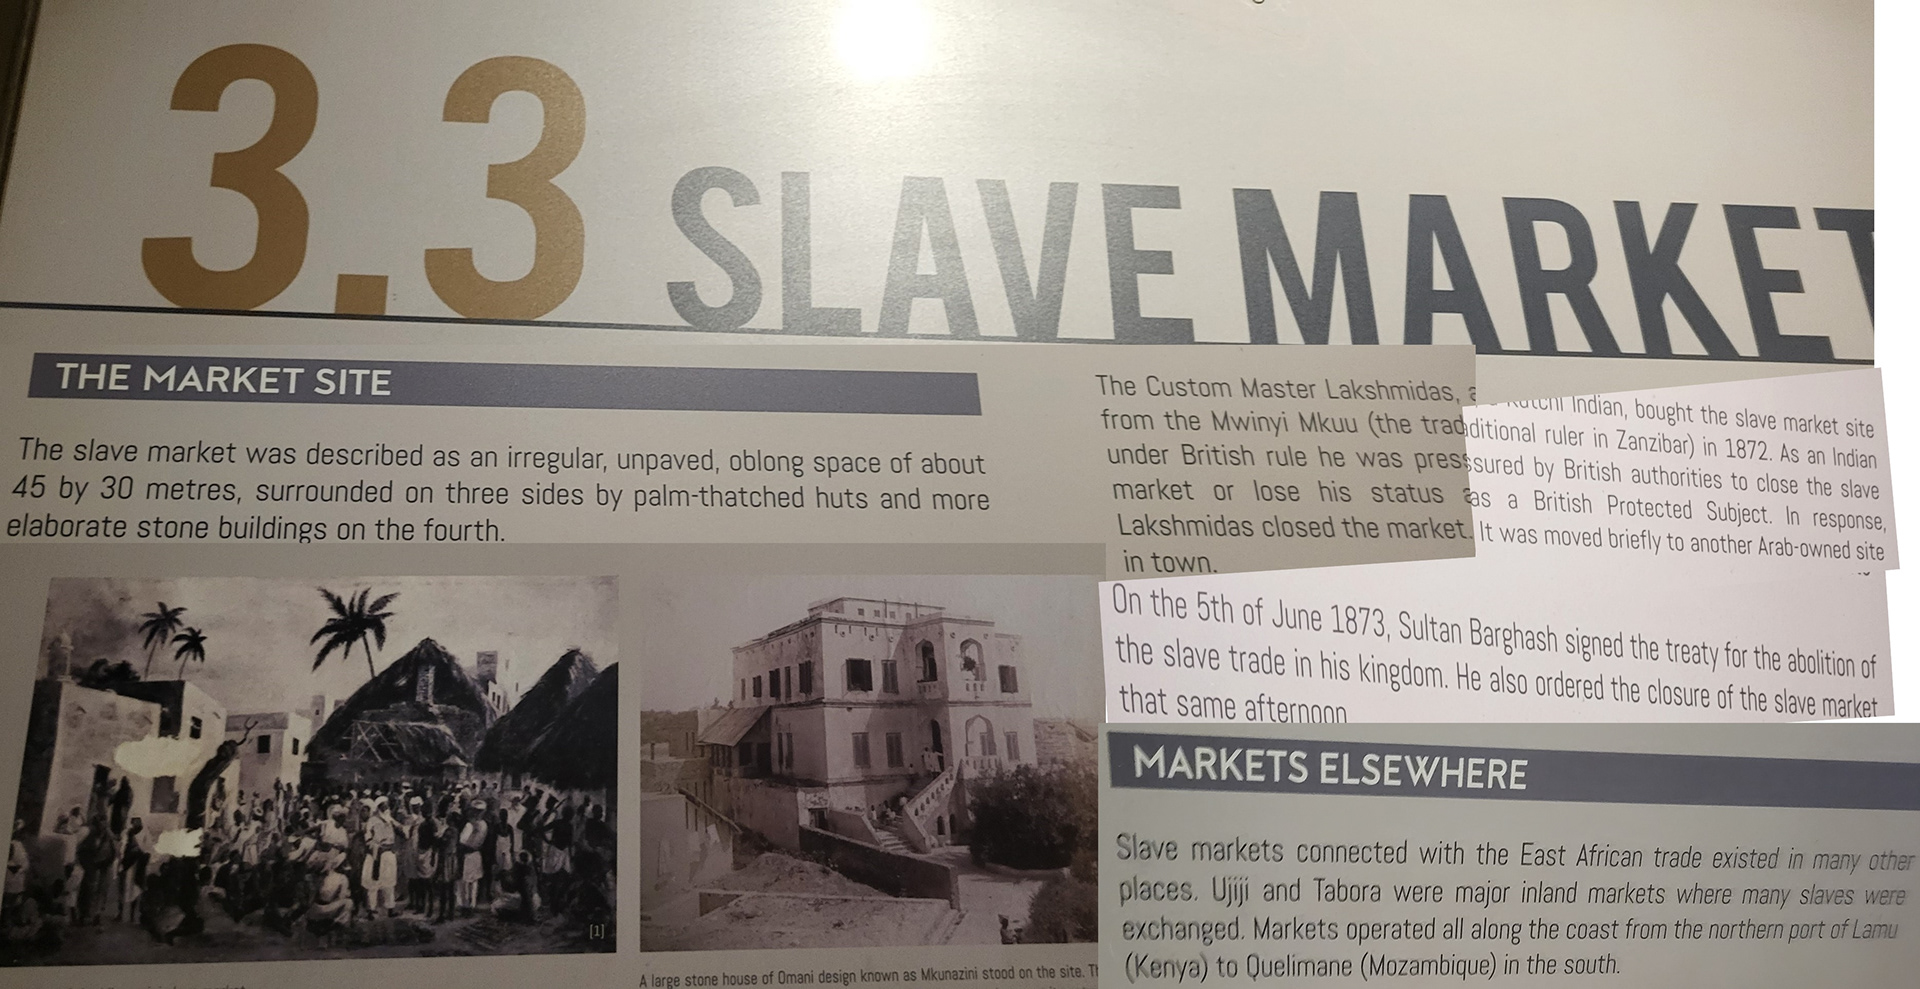 3.3 SLAVE MARKET
THE MARKET SITE
The slave market was described as an irregular, unpaved, oblong space of about
45 by 30 metres, surrounded on three sides by palm-thatched huts and more
elaborate stone buildings on the fourth.
[1]
A large stone house of Omani design known as Mkunazini stood on the site.
The Custom Master Lakshmidas, a Kutchi Indian, bought the slave market site
from the Mwinyi Mkuu (the traditional ruler in Zanzibar) in 1872. As an Indian
under British rule he was pressured by British authorities to close the slave
market or lose his status as a British Protected Subject. In response,
Lakshmidas closed the market. It was moved briefly to another Arab-owned site
in town.
On the 5th of June 1873, Sultan Barghash signed the treaty for the abolition of
the slave trade in his kingdom. He also ordered the closure of the slave market
that same afternoon
MARKETS ELSEWHERE
Slave markets connected with the East African trade existed in many other
places. Ujiji and Tabora were major inland markets where many slaves were
exchanged. Markets operated all along the coast from the northern port of Lamu
(Kenya) to Quelimane (Mozambique) in the south.